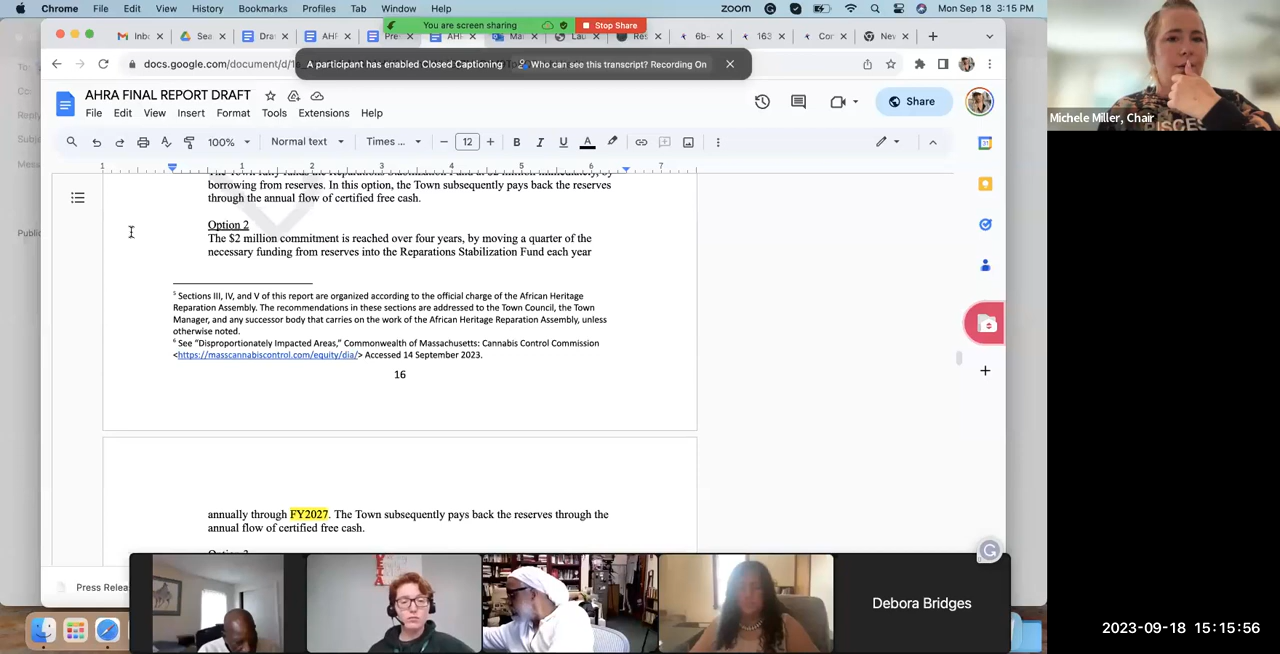 Chrome File Edit View History Bookmarks Profiles Tab Window Help
zoom
Mon Sep 18 3:15 PM
You are screen sharing
Stop Share
A participant has enabled Closed Captioning
Who can see this transcript? Recording On
docs.google.com/document/d/1
AHRA FINAL REPORT DRAFT
File Edit View Insert Format Tools Extensions Help
Share
100%
Normal text
Times ...
12
1 1 2 3 4 5 6 7
borrowing from reserves. In this option, the Town subsequently pays back the reserves
through the annual flow of certified free cash.
Option 2
The $2 million commitment is reached over four years, by moving a quarter of the
necessary funding from reserves into the Reparations Stabilization Fund each year
5 Sections III, IV, and V of this report are organized according to the official charge of the African Heritage
Reparation Assembly. The recommendations in these sections are addressed to the Town Council, the Town
Manager, and any successor body that carries on the work of the African Heritage Reparation Assembly, unless
otherwise noted.
6 See “Disproportionately Impacted Areas,” Commonwealth of Massachusetts: Cannabis Control Commission
<https://masscannabiscontrol.com/equity/dia/> Accessed 14 September 2023.
16
annually through FY2027. The Town subsequently pays back the reserves through the
annual flow of certified free cash.
Press Relea
Michele Miller, Chair
Debora Bridges
2023-09-18 15:15:56